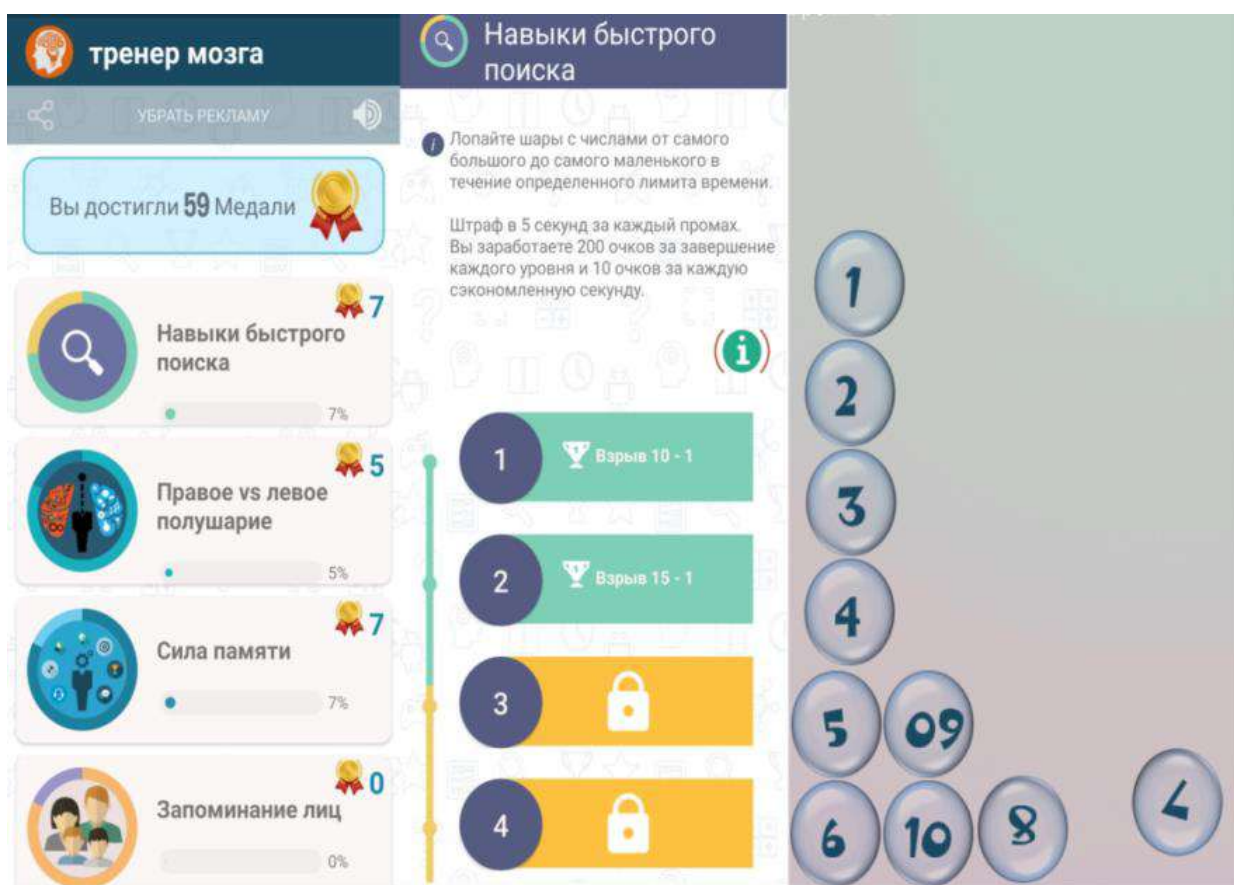 тренер мозга
УБРАТЬ РЕКЛАМУ
Вы достигли 59 Медали
7
Навыки быстрого
поиска
7%
5
Правое vs левое
полушарие
5%
7
Сила памяти
7%
0
Запоминание лиц
0%
Навыки быстрого
поиска
i
Лопайте шары с числами от самого
большого до самого маленького в
течение определенного лимита времени.
Штраф в 5 секунд за каждый промах.
Вы заработаете 200 очков за завершение
каждого уровня и 10 очков за каждую
сэкономленную секунду.
(i)
1
1
Взрыв 10 - 1
2
1
Взрыв 15 - 1
3
4
1
2
3
4
5 09
6 10 8 7